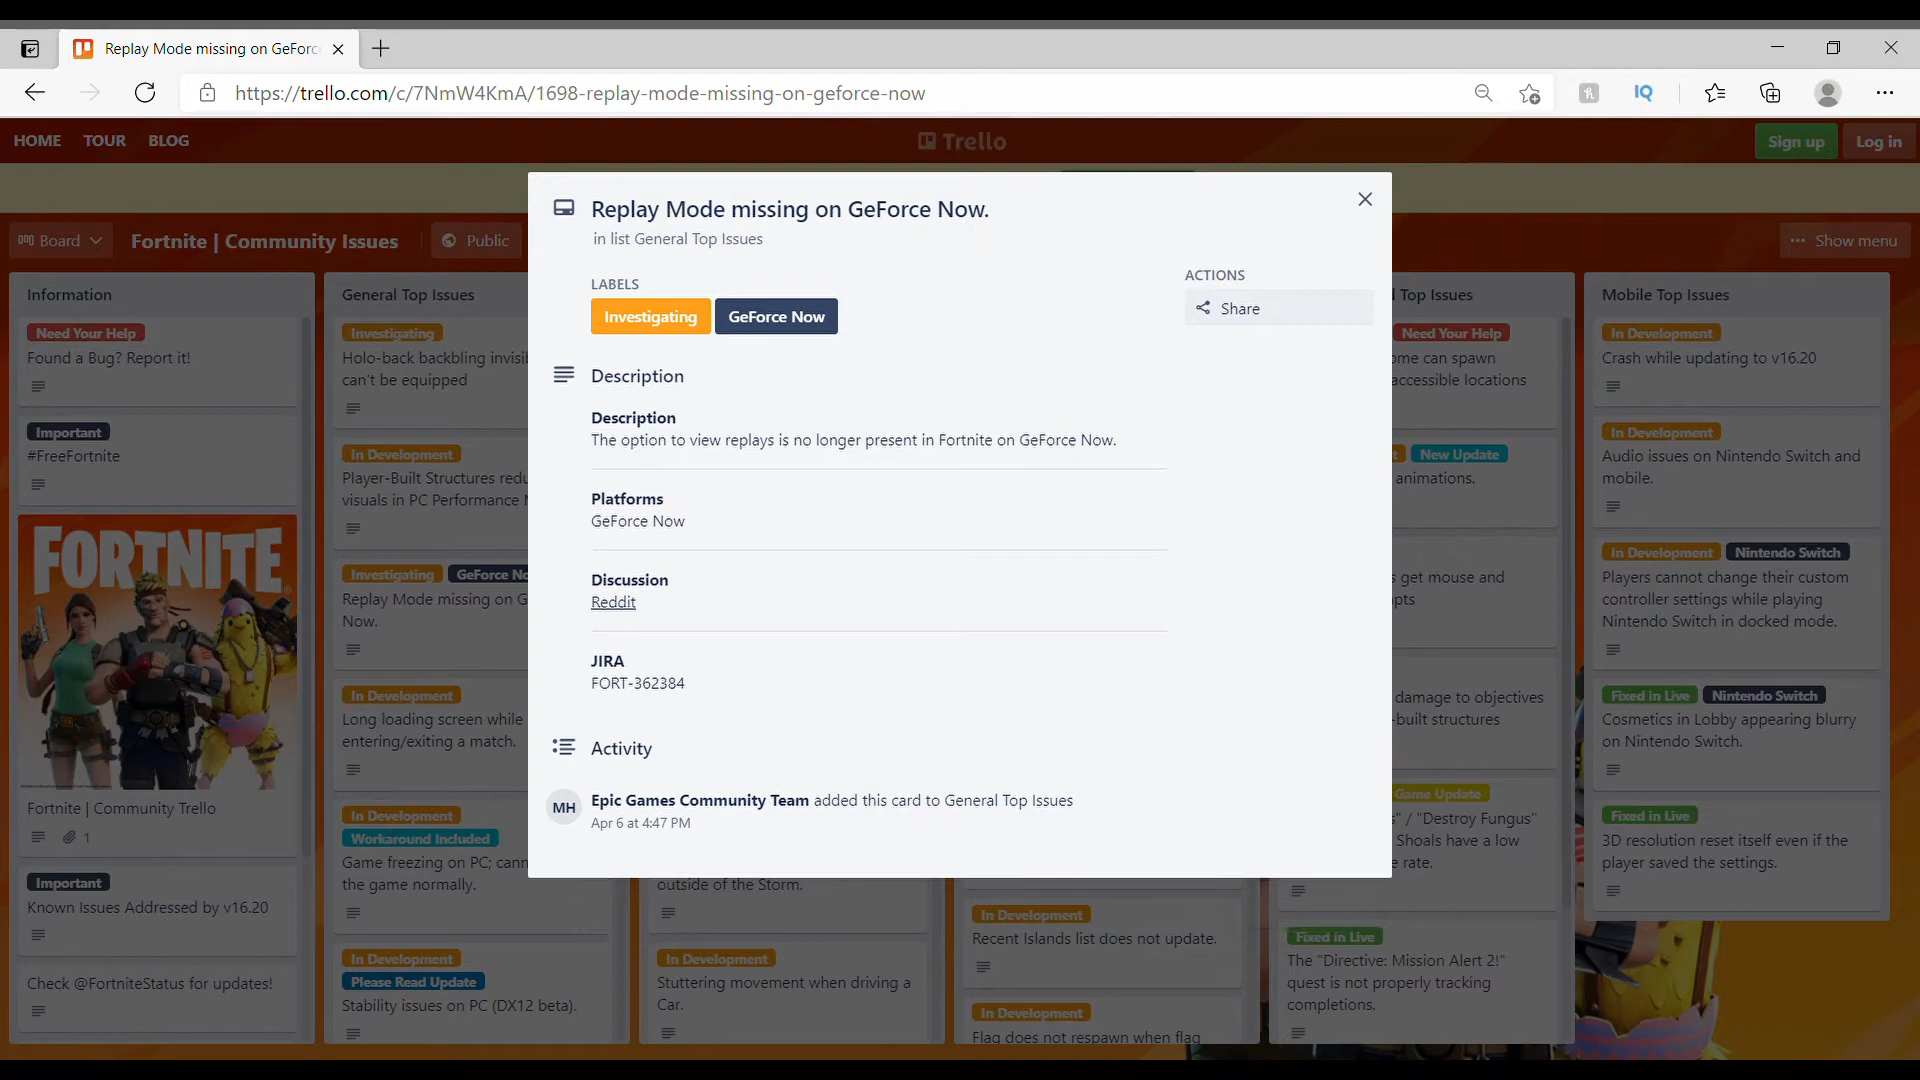 Replay Mode missing on GeForc
https://trello.com/c/7NmW4KmA/1698-replay-mode-missing-on-geforce-now
IQ
HOME TOUR BLOG
Trello
Sign up Log in
Board
Fortnite | Community Issues
Public
Show menu
Information
Need Your Help
Found a Bug? Report it!
Important
#FreeFortnite
FORTNITE
Fortnite | Community Trello
1
Important
Known Issues Addressed by v16.20
Check @FortniteStatus for updates!
General Top Issues
Investigating
Holo-back backbling invisi
can't be equipped
In Development
Player-Built Structures redu
visuals in PC Performance
Investigating GeForce No
Replay Mode missing on G
Now.
In Development
Long loading screen while
entering/exiting a match.
In Development
Workaround Included
Game freezing on PC; cann
the game normally.
In Development
Please Read Update
Stability issues on PC (DX12 beta).
Replay Mode missing on GeForce Now.
in list General Top Issues
LABELS
Investigating GeForce Now
ACTIONS
Share
Description
Description
The option to view replays is no longer present in Fortnite on GeForce Now.
Platforms
GeForce Now
Discussion
Reddit
JIRA
FORT-362384
Activity
MH
Epic Games Community Team added this card to General Top Issues
Apr 6 at 4:47 PM
outside of the Storm.
In Development
Stuttering movement when driving a
Car.
In Development
Recent Islands list does not update.
In Development
Flag does not respawn when flag
Top Issues
Need Your Help
ome can spawn
accessible locations
New Update
animations.
get mouse and
pts
damage to objectives
-built structures
Game Update
" / "Destroy Fungus"
Shoals have a low
e rate.
Fixed in Live
The "Directive: Mission Alert 2!"
quest is not properly tracking
completions.
Mobile Top Issues
In Development
Crash while updating to v16.20
In Development
Audio issues on Nintendo Switch and
mobile.
In Development Nintendo Switch
Players cannot change their custom
controller settings while playing
Nintendo Switch in docked mode.
Fixed in Live Nintendo Switch
Cosmetics in Lobby appearing blurry
on Nintendo Switch.
Fixed in Live
3D resolution reset itself even if the
player saved the settings.